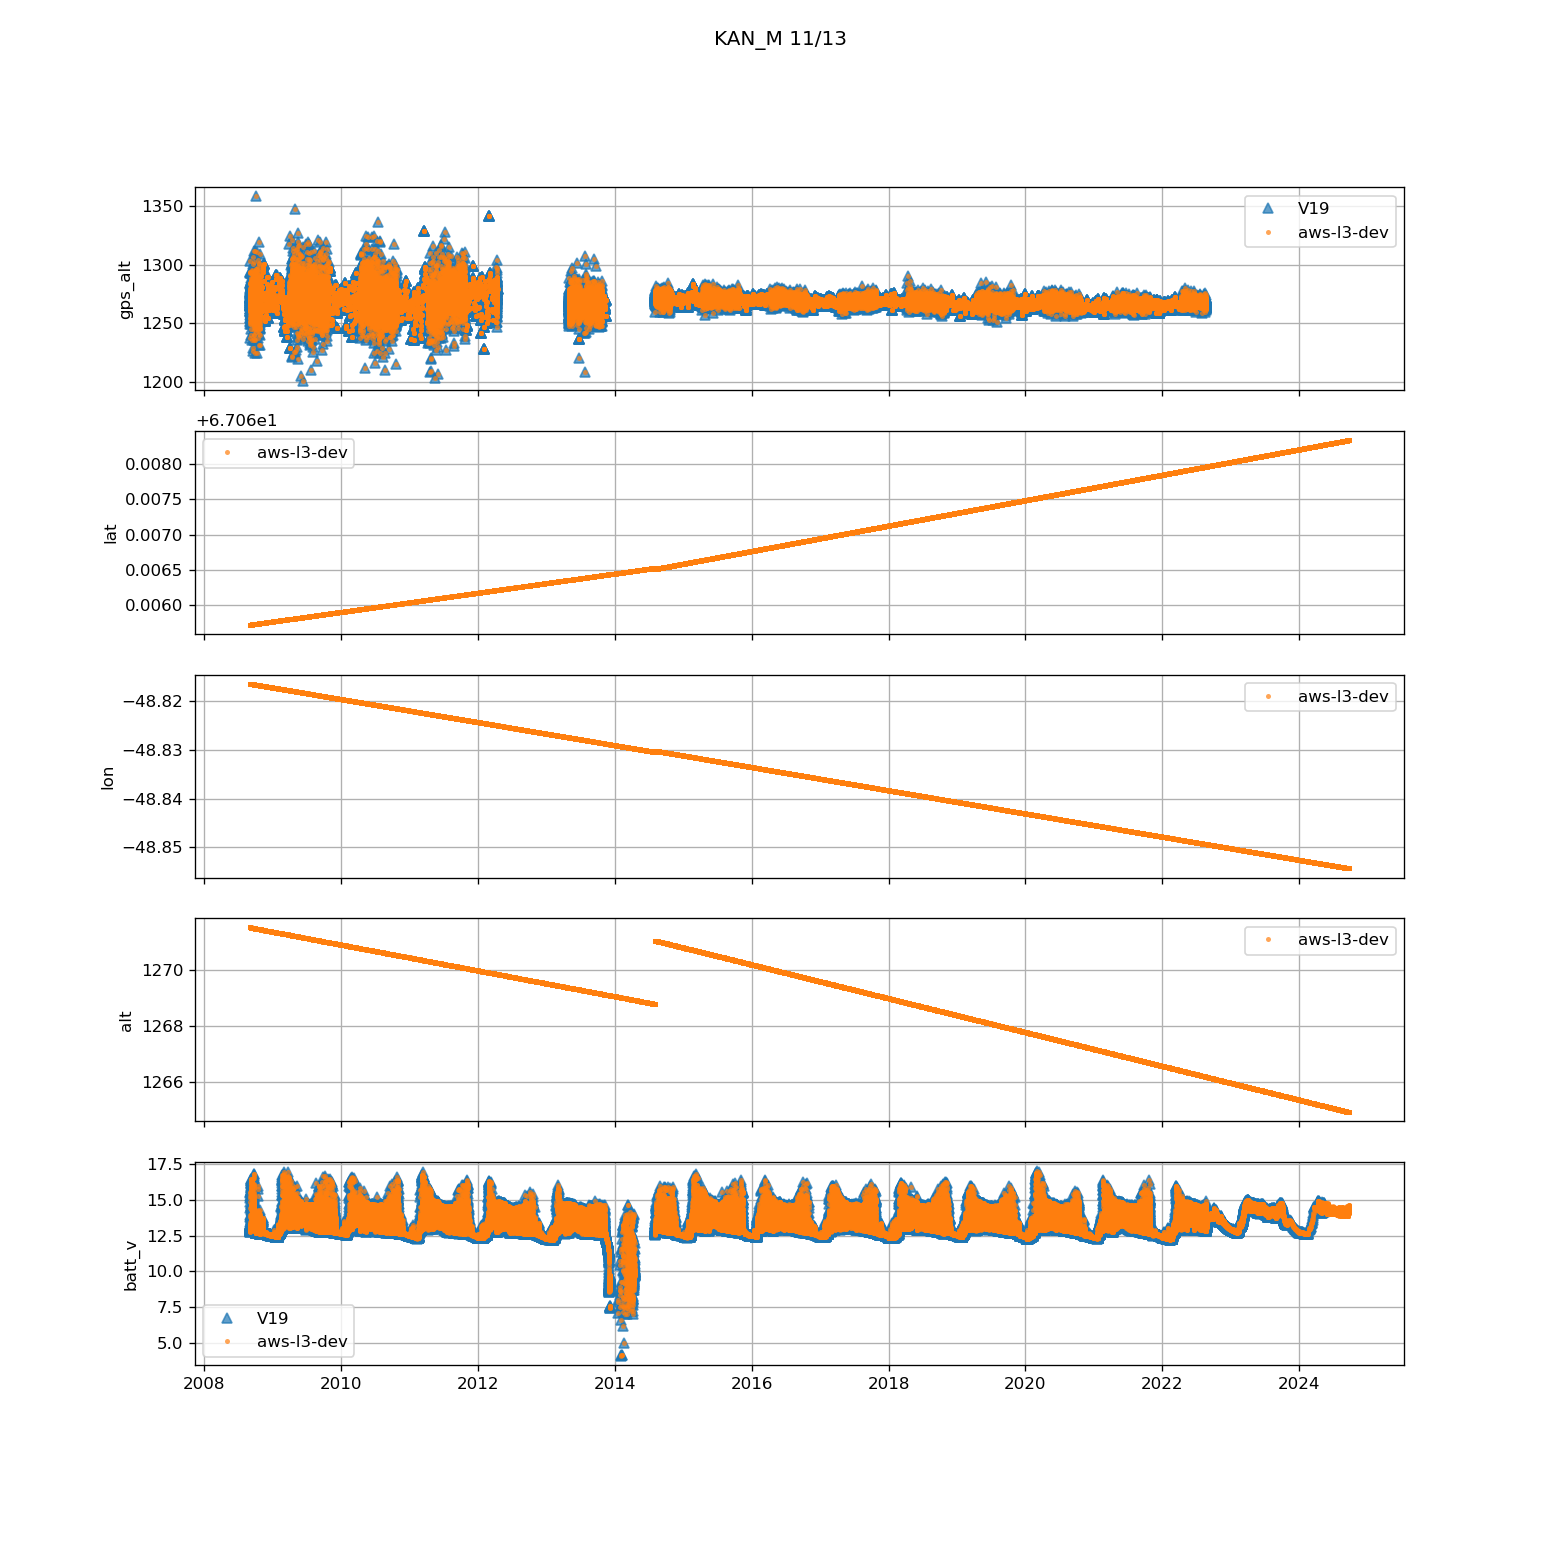 KAN_M 11/13
gps_alt
1350
1300
1250
1200
V19
aws-l3-dev
+6.706e1
lat
0.0080
0.0075
0.0070
0.0065
0.0060
aws-l3-dev
lon
−48.82
−48.83
−48.84
−48.85
aws-l3-dev
alt
1270
1268
1266
aws-l3-dev
batt_v
17.5
15.0
12.5
10.0
7.5
5.0
V19
aws-l3-dev
2008 2010 2012 2014 2016 2018 2020 2022 2024